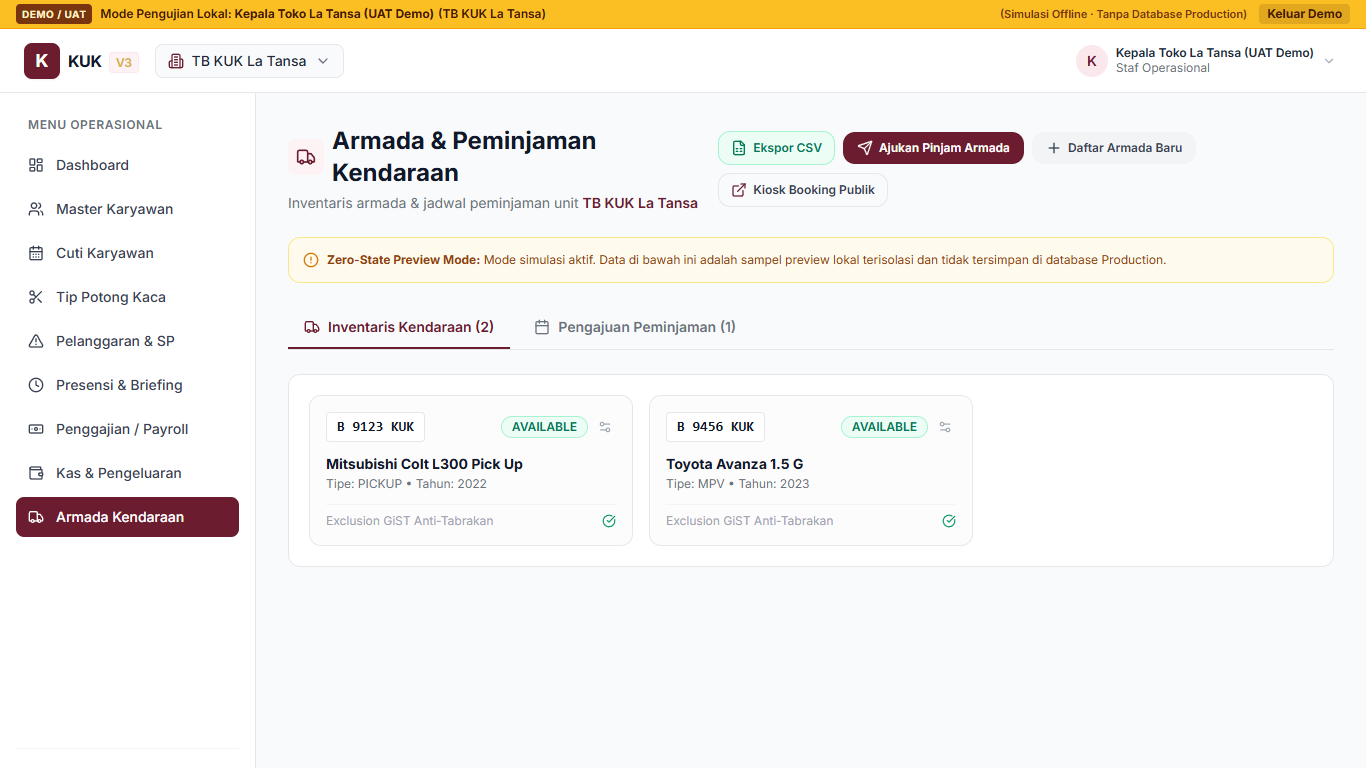 DEMO / UAT Mode Pengujian Lokal: Kepala Toko La Tansa (UAT Demo) (TB KUK La Tansa) (Simulasi Offline · Tanpa Database Production) Keluar Demo
K KUK V3 TB KUK La Tansa
K Kepala Toko La Tansa (UAT Demo)
Staf Operasional
MENU OPERASIONAL
Dashboard
Master Karyawan
Cuti Karyawan
Tip Potong Kaca
Pelanggaran & SP
Presensi & Briefing
Penggajian / Payroll
Kas & Pengeluaran
Armada Kendaraan
Armada & Peminjaman
Kendaraan
Inventaris armada & jadwal peminjaman unit TB KUK La Tansa
Ekspor CSV Ajukan Pinjam Armada Daftar Armada Baru
Kiosk Booking Publik
Zero-State Preview Mode: Mode simulasi aktif. Data di bawah ini adalah sampel preview lokal terisolasi dan tidak tersimpan di database Production.
Inventaris Kendaraan (2) Pengajuan Peminjaman (1)
B 9123 KUK AVAILABLE
Mitsubishi Colt L300 Pick Up
Tipe: PICKUP • Tahun: 2022
Exclusion GiST Anti-Tabrakan
B 9456 KUK AVAILABLE
Toyota Avanza 1.5 G
Tipe: MPV • Tahun: 2023
Exclusion GiST Anti-Tabrakan